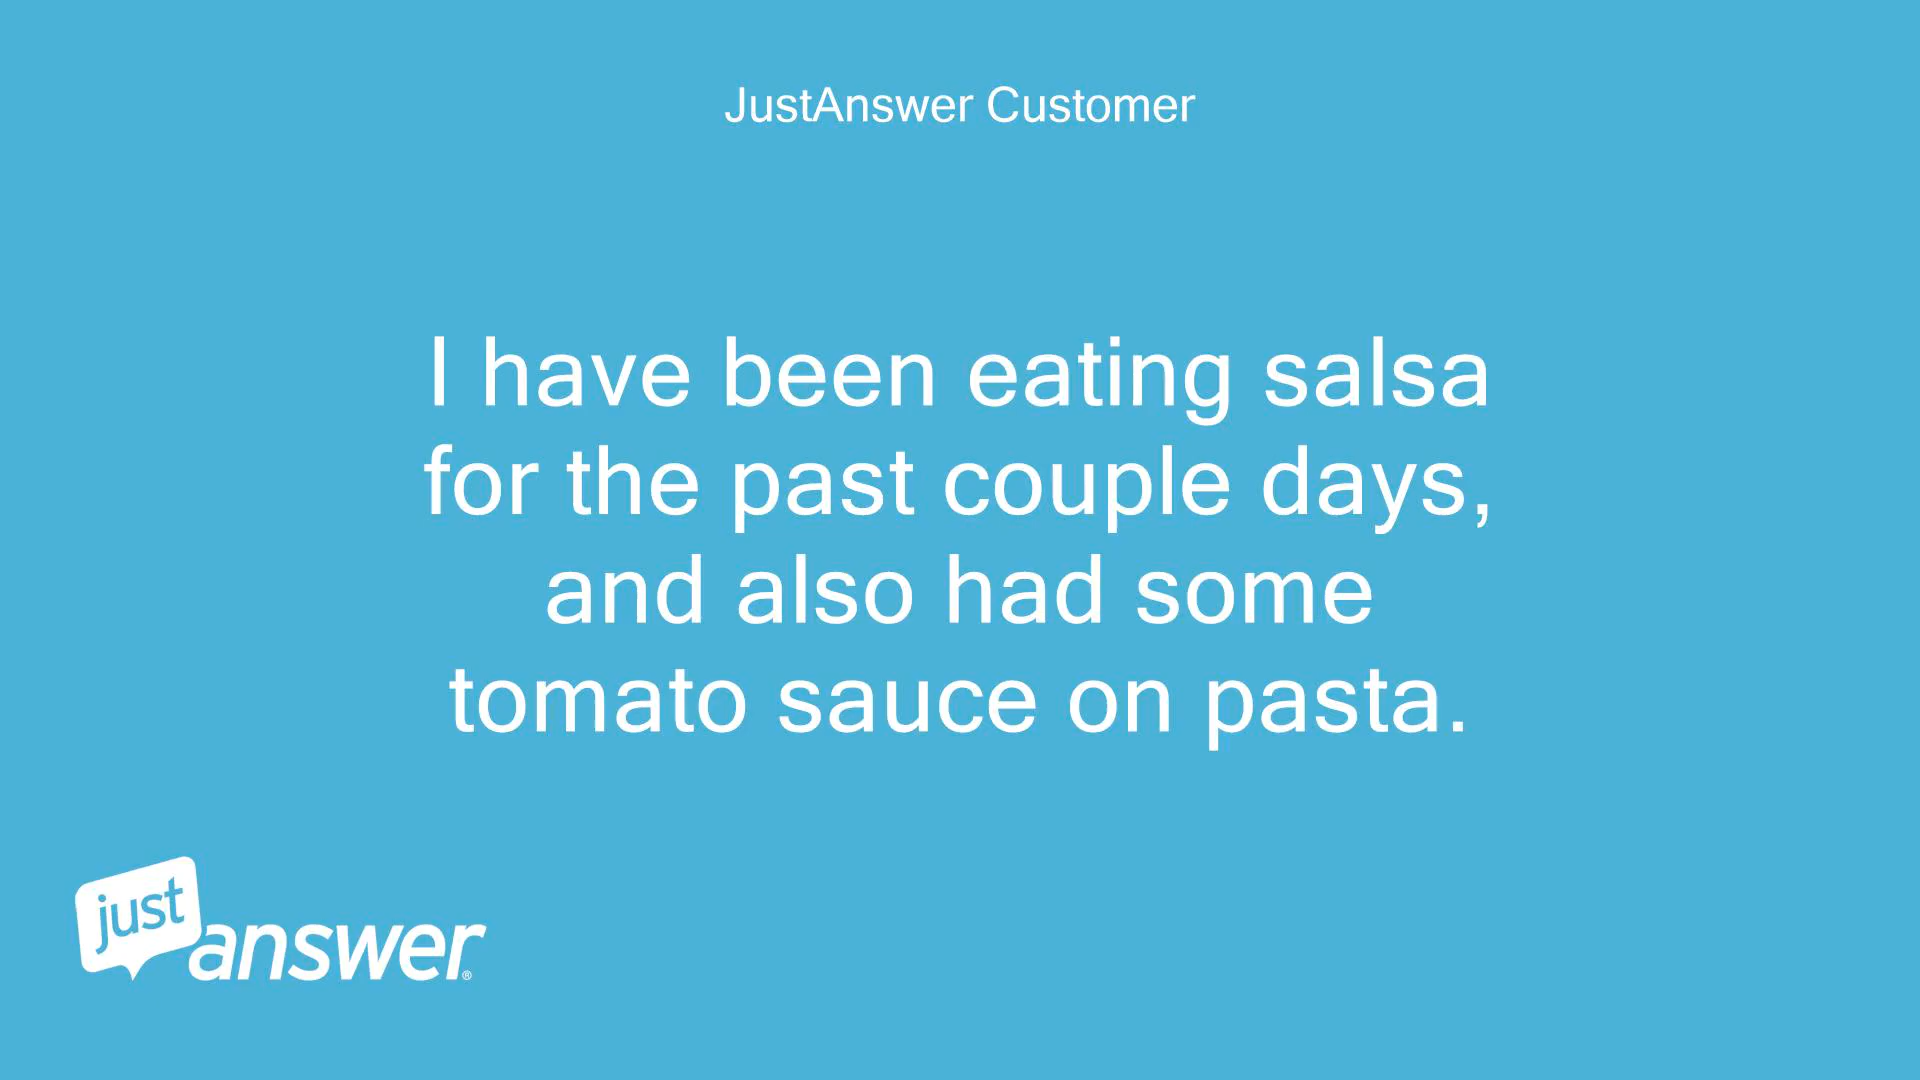 JustAnswer Customer
I have been eating salsa
for the past couple days,
and also had some
tomato sauce on pasta.
just
answer®